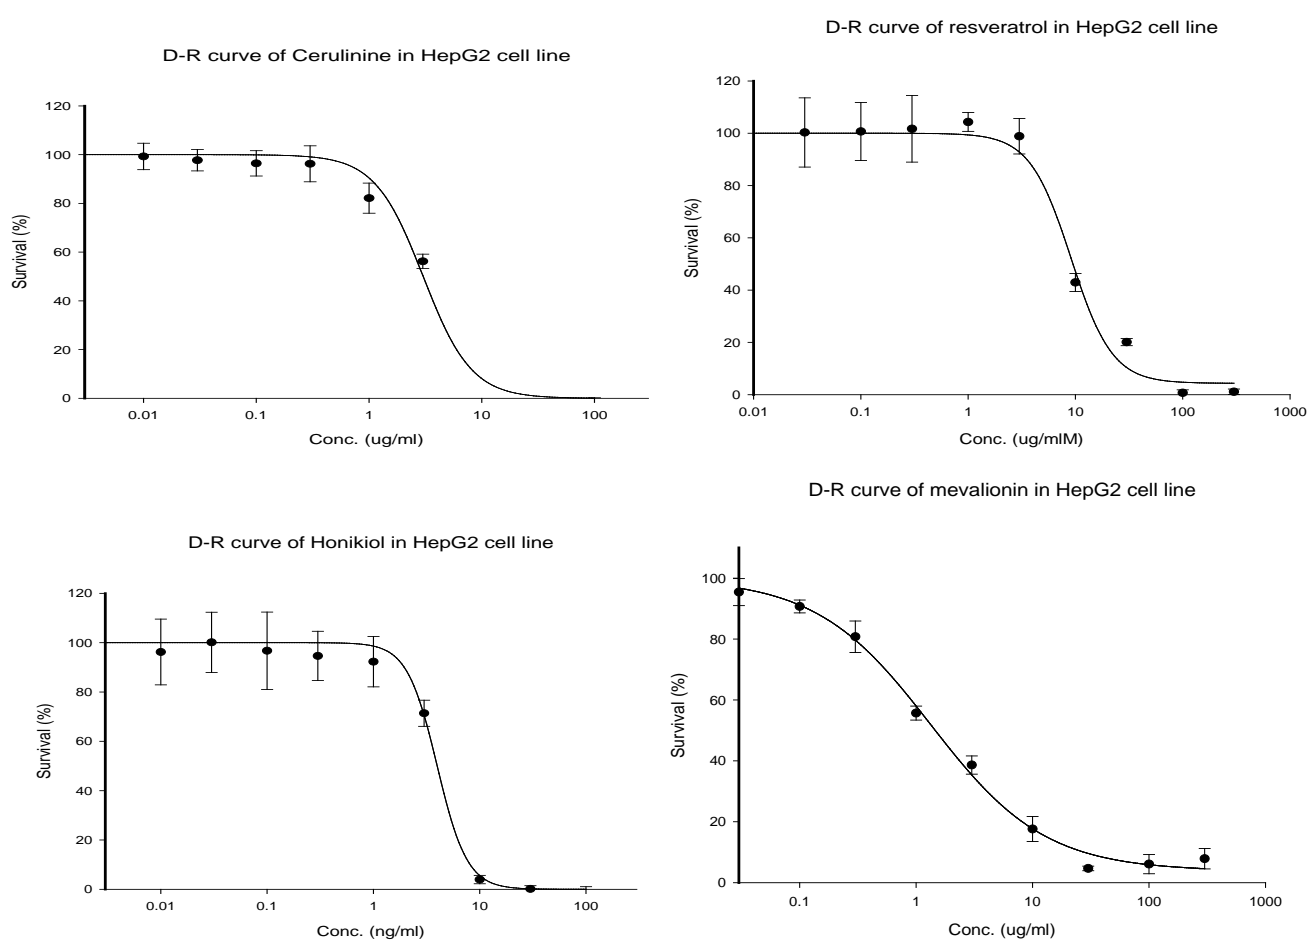 D-R curve of Cerulinine in HepG2 cell line
120
100
80
60
40
20
0
Survival (%)
0.01 0.1 1 10 100
Conc. (ug/ml)
D-R curve of resveratrol in HepG2 cell line
120
100
80
60
40
20
0
Survival (%)
0.01 0.1 1 10 100 1000
Conc. (ug/mlM)
D-R curve of Honikiol in HepG2 cell line
120
100
80
60
40
20
0
Survival (%)
0.01 0.1 1 10 100
Conc. (ng/ml)
D-R curve of mevalionin in HepG2 cell line
100
80
60
40
20
0
Survival (%)
0.1 1 10 100 1000
Conc. (ug/ml)